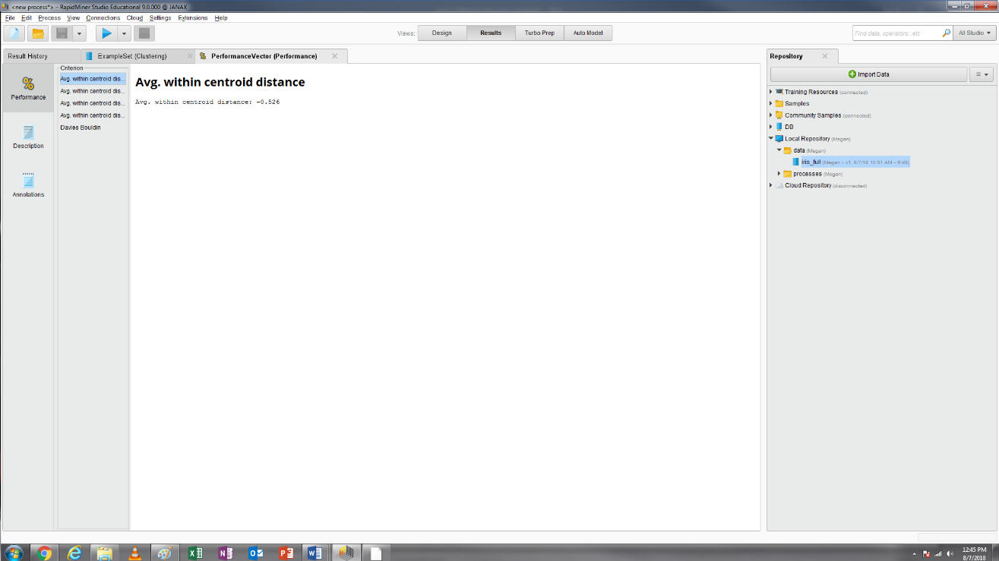 <new process*> – RapidMiner Studio Educational 9.0.000 @ JANAX
File Edit Process View Connections Cloud Settings Extensions Help
Views: Design Results Turbo Prep Auto Model
Find data, operators...etc All Studio ▼
Result History
ExampleSet (Clustering)
PerformanceVector (Performance)
Repository
Performance
Description
Annotations
Criterion
Avg. within centroid dis...
Avg. within centroid dis...
Avg. within centroid dis...
Avg. within centroid dis...
Davies Bouldin
Avg. within centroid distance
Avg. within centroid distance: -0.526
Import Data
Training Resources (connected)
Samples
Community Samples (connected)
DB
Local Repository (Megan)
data (Megan)
iris_full (Megan – v1, 8/7/18 10:51 AM – 6 kB)
processes (Megan)
Cloud Repository (disconnected)
12:45 PM
8/7/2018